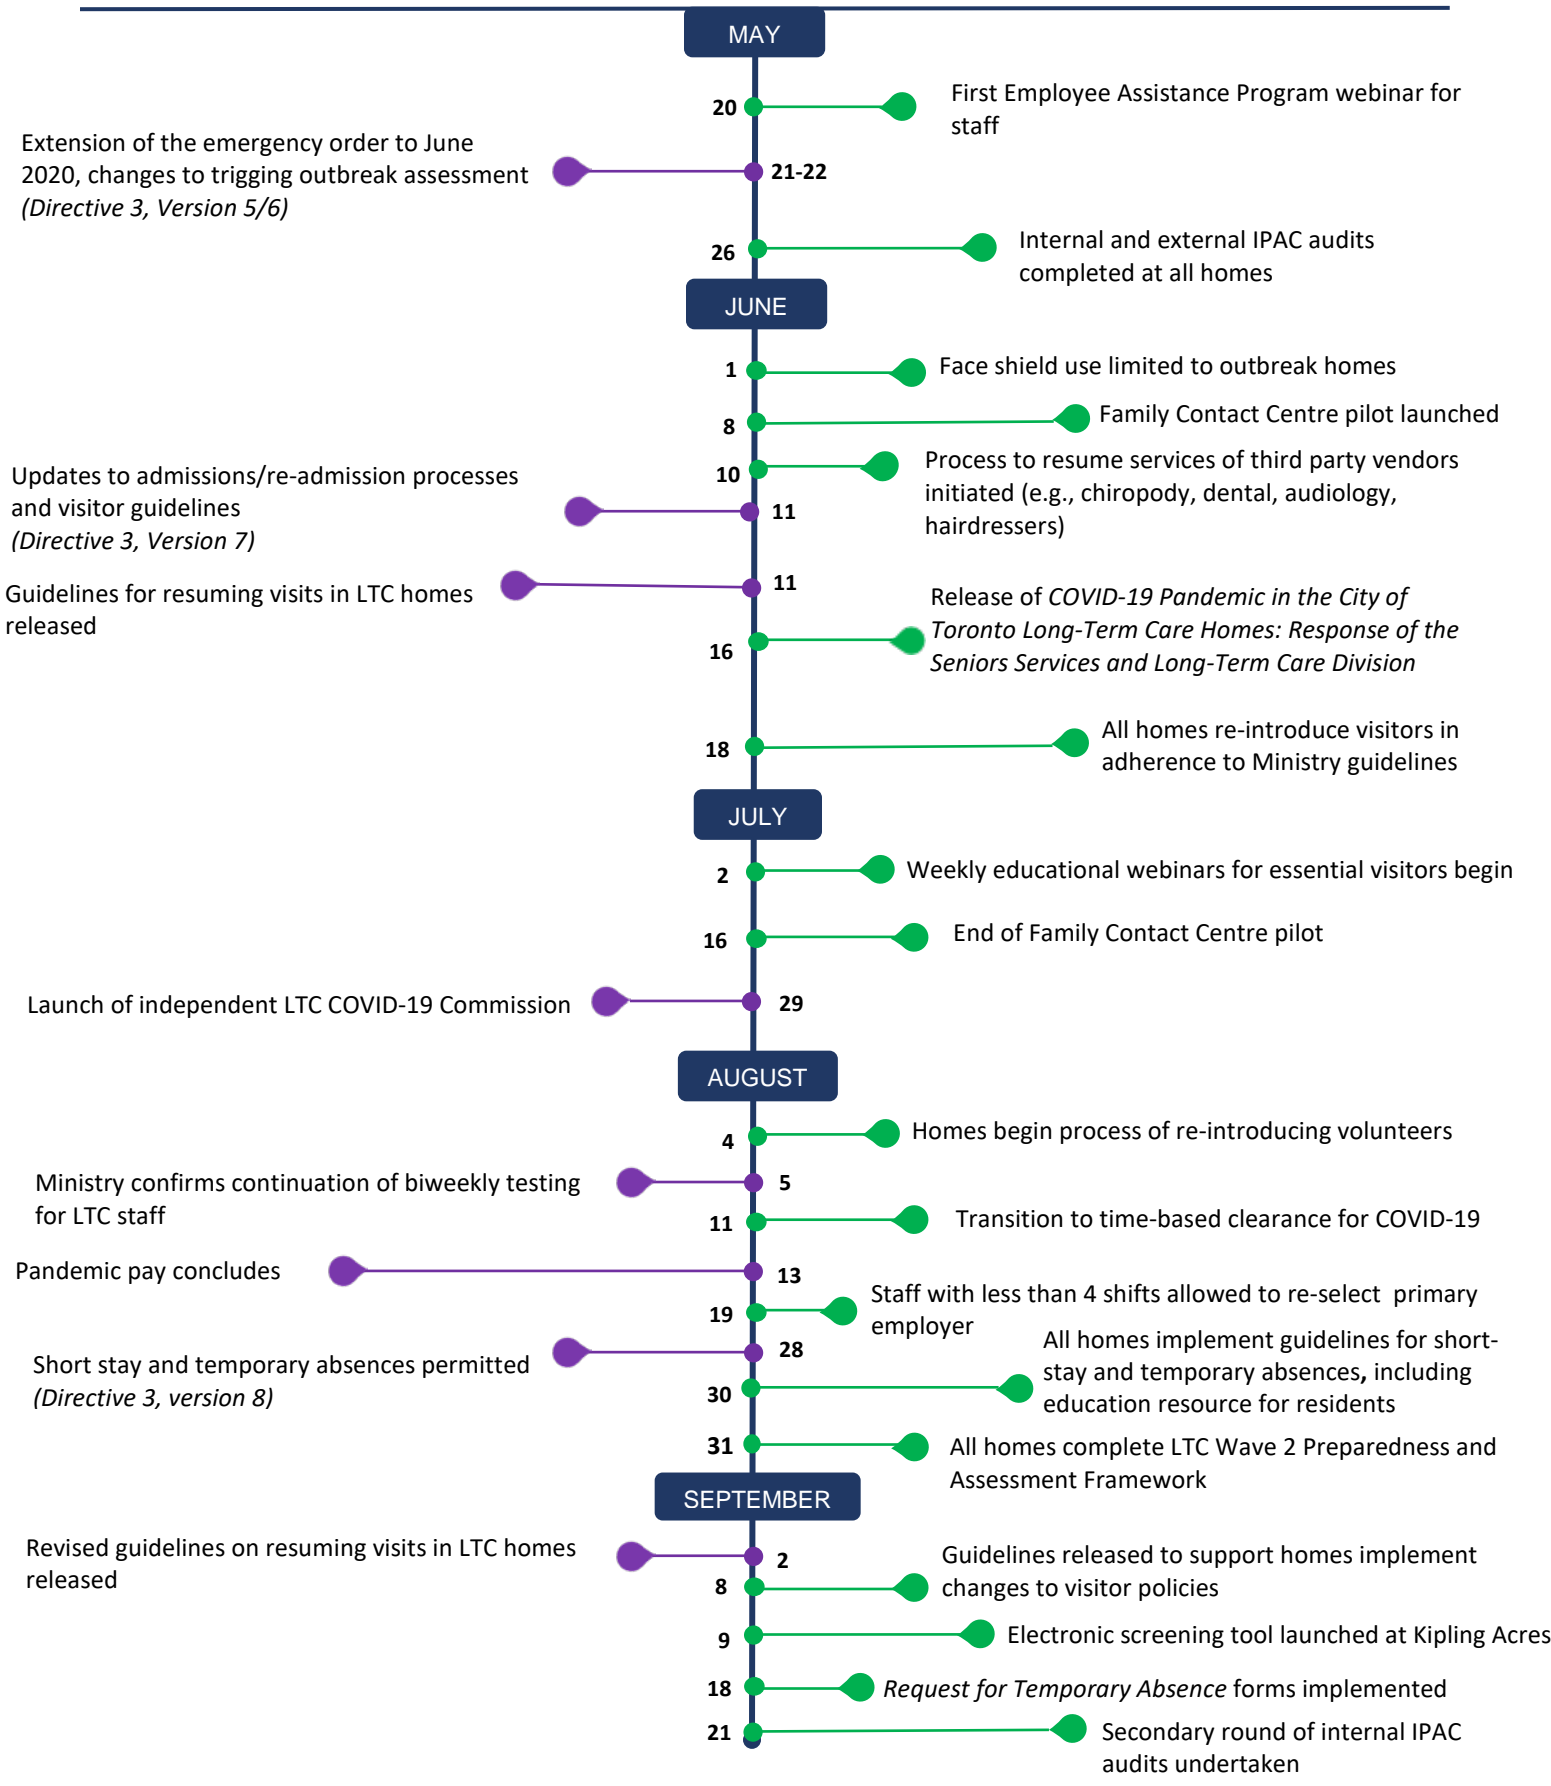 MAY
20
First Employee Assistance Program webinar for
staff
Extension of the emergency order to June
2020, changes to trigging outbreak assessment
(Directive 3, Version 5/6)
21-22
26
Internal and external IPAC audits
completed at all homes
JUNE
1
Face shield use limited to outbreak homes
8
Family Contact Centre pilot launched
10
Process to resume services of third party vendors
initiated (e.g., chiropody, dental, audiology,
hairdressers)
Updates to admissions/re-admission processes
and visitor guidelines
(Directive 3, Version 7)
11
Guidelines for resuming visits in LTC homes
released
11
16
Release of COVID-19 Pandemic in the City of
Toronto Long-Term Care Homes: Response of the
Seniors Services and Long-Term Care Division
18
All homes re-introduce visitors in
adherence to Ministry guidelines
JULY
2
Weekly educational webinars for essential visitors begin
16
End of Family Contact Centre pilot
Launch of independent LTC COVID-19 Commission
29
AUGUST
4
Homes begin process of re-introducing volunteers
Ministry confirms continuation of biweekly testing
for LTC staff
5
11
Transition to time-based clearance for COVID-19
Pandemic pay concludes
13
19
Staff with less than 4 shifts allowed to re-select primary
employer
Short stay and temporary absences permitted
(Directive 3, version 8)
28
30
All homes implement guidelines for short-
stay and temporary absences, including
education resource for residents
31
All homes complete LTC Wave 2 Preparedness and
Assessment Framework
SEPTEMBER
Revised guidelines on resuming visits in LTC homes
released
2
8
Guidelines released to support homes implement
changes to visitor policies
9
Electronic screening tool launched at Kipling Acres
18
Request for Temporary Absence forms implemented
21
Secondary round of internal IPAC
audits undertaken